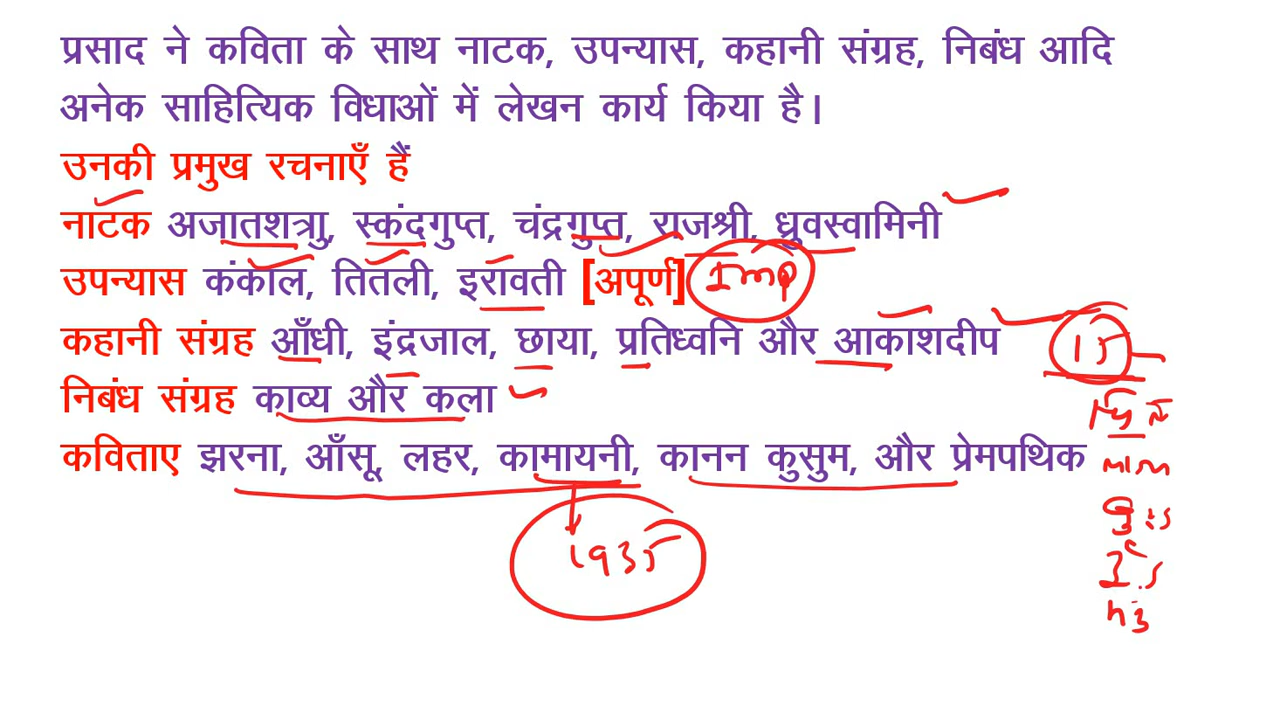 प्रसाद ने कविता के साथ नाटक, उपन्यास, कहानी संग्रह, निबंध आदि
अनेक साहित्यिक विधाओं में लेखन कार्य किया है।
उनकी प्रमुख रचनाएँ हैं
नाटक अजातशत्राु, स्कंदगुप्त, चंद्रगुप्त, राजश्री, ध्रुवस्वामिनी
उपन्यास कंकाल, तितली, इरावती [अपूर्ण] Imp
कहानी संग्रह आँधी, इंद्रजाल, छाया, प्रतिध्वनि और आकाशदीप 15
निबंध संग्रह काव्य और कला
कविताए झरना, आँसू, लहर, कामायनी, कानन कुसुम, और प्रेमपथिक
1935